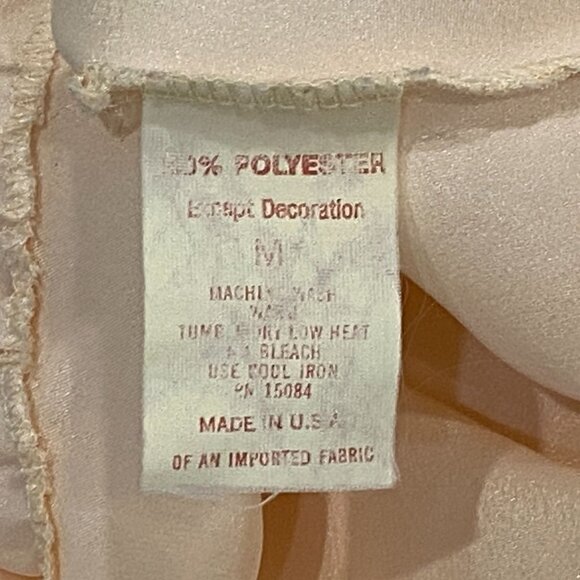 100% POLYESTER
Except Decoration
M
MACHINE WASH
WARM
TUMBLE DRY LOW HEAT
NO BLEACH
USE COOL IRON
RN 15084
MADE IN U.S.A
OF AN IMPORTED FABRIC